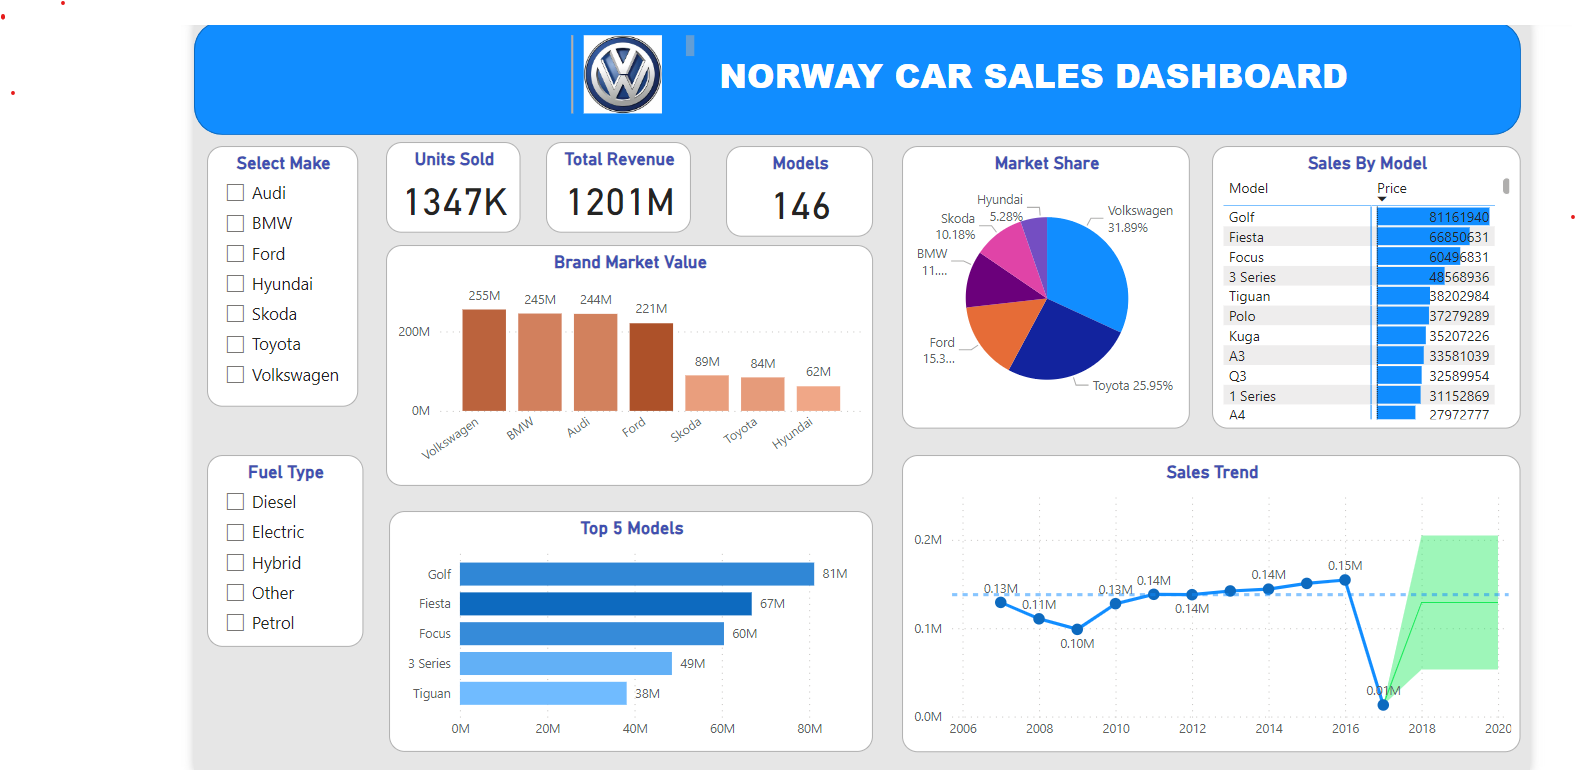 NORWAY CAR SALES DASHBOARD
Select Make
Audi
BMW
Ford
Hyundai
Skoda
Toyota
Volkswagen
Units Sold
1347K
Total Revenue
1201M
Models
146
Market Share
Hyundai
5.28%
Skoda
10.18%
BMW
11....
Ford
15.3...
Volkswagen
31.89%
Toyota 25.95%
Sales By Model
Model Price
Golf 81161940
Fiesta 66850631
Focus 60496831
3 Series 48568936
Tiguan 38202984
Polo 37279289
Kuga 35207226
A3 33581039
Q3 32589954
1 Series 31152869
A4 27972777
Brand Market Value
255M 245M 244M 221M 89M 84M 62M
200M
0M
Volkswagen BMW Audi Ford Skoda Toyota Hyundai
Fuel Type
Diesel
Electric
Hybrid
Other
Petrol
Top 5 Models
Golf 81M
Fiesta 67M
Focus 60M
3 Series 49M
Tiguan 38M
0M 20M 40M 60M 80M
Sales Trend
0.2M
0.1M
0.0M
0.13M 0.11M 0.10M 0.13M 0.14M 0.14M 0.14M 0.15M 0.01M
2006 2008 2010 2012 2014 2016 2018 2020